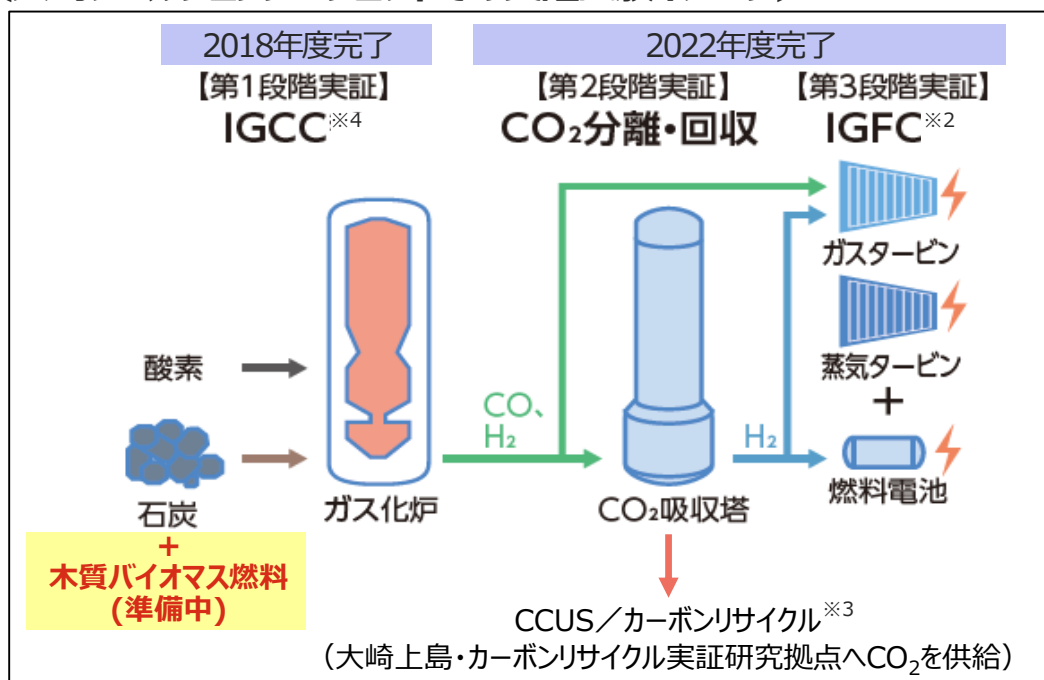 2018年度完了
2022年度完了
【第1段階実証】
IGCC※4
【第2段階実証】
CO₂分離・回収
【第3段階実証】
IGFC※2
ガスタービン
蒸気タービン
+
燃料電池
酸素
石炭
+
木質バイオマス燃料
(準備中)
ガス化炉
CO、
H₂
CO₂吸収塔
H₂
CCUS／カーボンリサイクル※3
（大崎上島・カーボンリサイクル実証研究拠点へCO₂を供給）